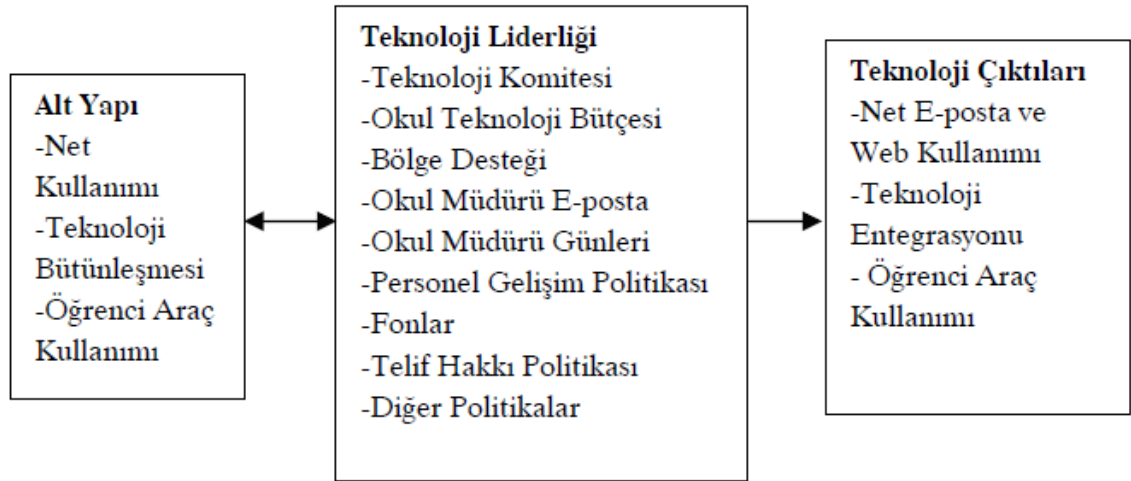 Alt Yapı
-Net
Kullanımı
-Teknoloji
Bütünleşmesi
-Öğrenci Araç
Kullanımı
Teknoloji Liderliği
-Teknoloji Komitesi
-Okul Teknoloji Bütçesi
-Bölge Desteği
-Okul Müdürü E-posta
-Okul Müdürü Günleri
-Personel Gelişim Politikası
-Fonlar
-Telif Hakkı Politikası
-Diğer Politikalar
Teknoloji Çıktıları
-Net E-posta ve
Web Kullanımı
-Teknoloji
Entegrasyonu
- Öğrenci Araç
Kullanımı